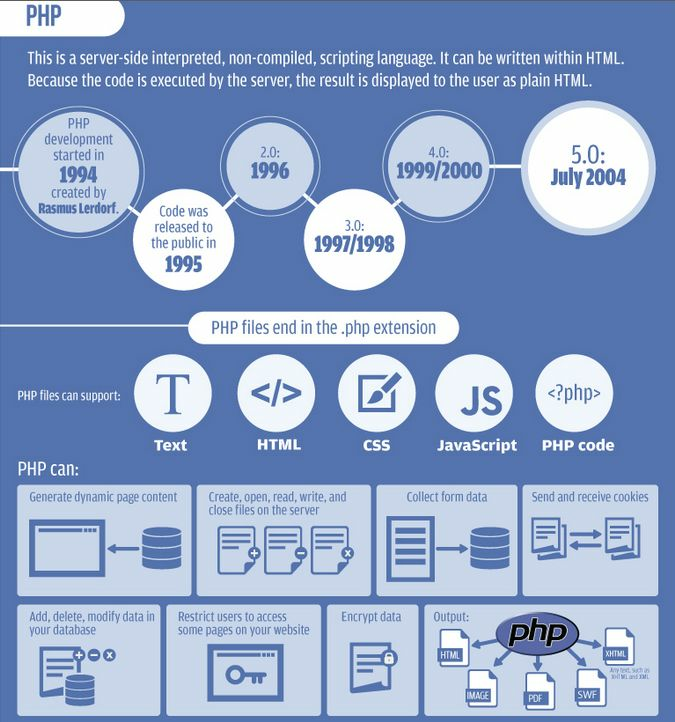 PHP
This is a server-side interpreted, non-compiled, scripting language. It can be written within HTML.
Because the code is executed by the server, the result is displayed to the user as plain HTML.
PHP
development
started in
1994
created by
Rasmus Lerdorf.
Code was
released to
the public in
1995
2.0:
1996
3.0:
1997/1998
4.0:
1999/2000
5.0:
July 2004
PHP files end in the .php extension
PHP files can support:
T
Text
</>
HTML
CSS
JS
JavaScript
<?php>
PHP code
PHP can:
Generate dynamic page content
Create, open, read, write, and
close files on the server
Collect form data
Send and receive cookies
Add, delete, modify data in
your database
Restrict users to access
some pages on your website
Encrypt data
Output:
php
HTML
IMAGE
PDF
SWF
XHTML
Any text, such as
XHTML and XML